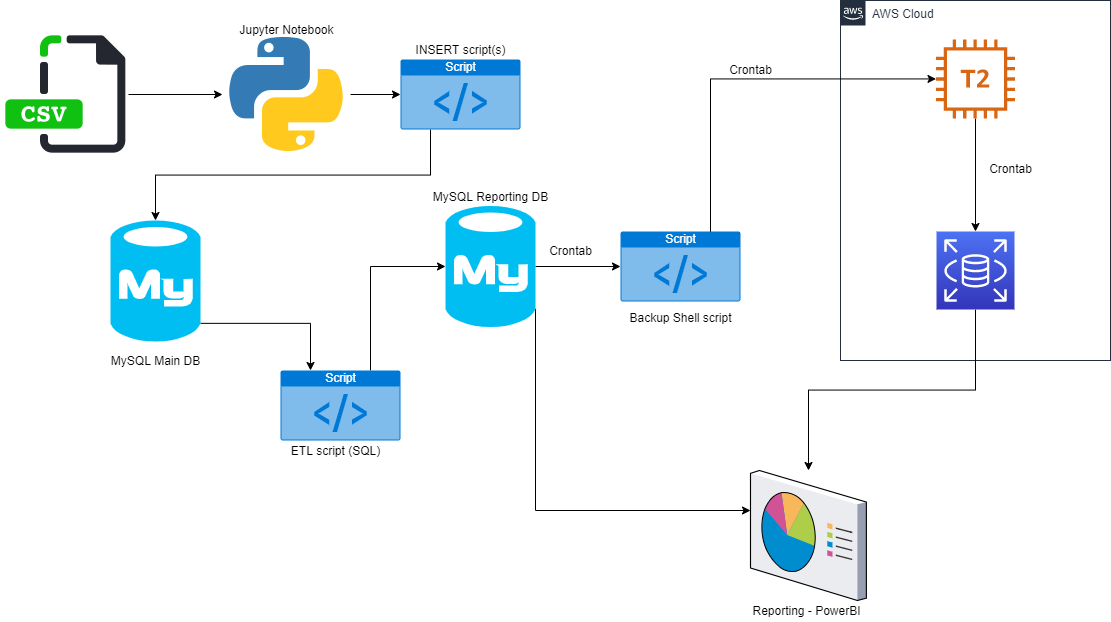 Jupyter Notebook
CSV
INSERT script(s)
Script
</>
Crontab
aws
AWS Cloud
T2
Crontab
MySQL Reporting DB
My
MySQL Main DB
My
Crontab
Script
</>
Backup Shell script
Script
</>
ETL script (SQL)
Reporting - PowerBI